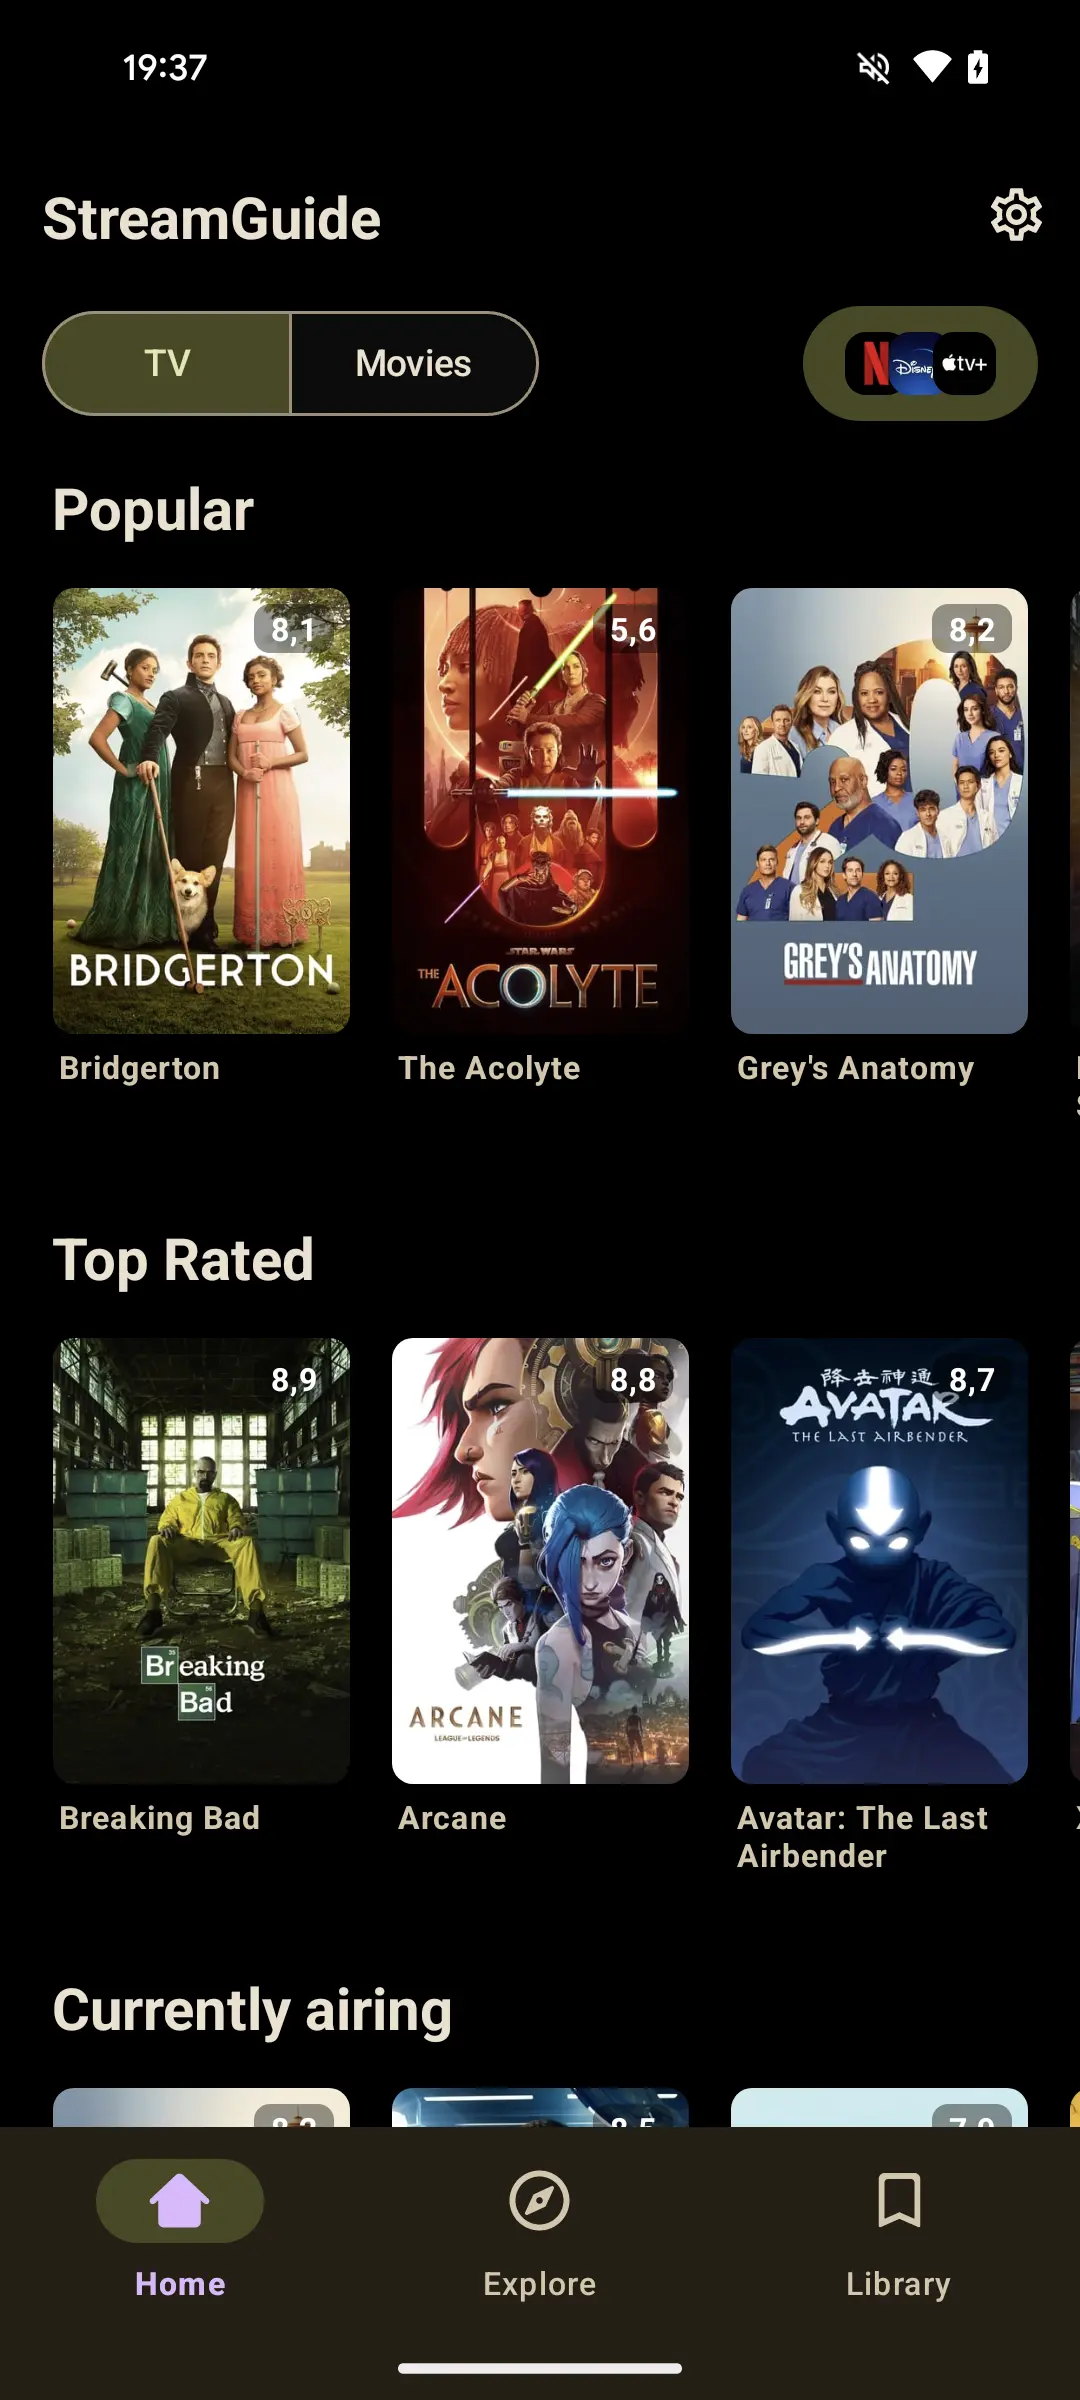 19:37
StreamGuide
TV
Movies
N
Disney
tv+
Popular
8,1
5,6
8,2
BRIDGERTON
STAR WARS
THE ACOLYTE
GREY'S ANATOMY
Bridgerton
The Acolyte
Grey's Anatomy
Top Rated
8,9
8,8
8,7
降去神通
AVATAR
THE LAST AIRBENDER
Breaking
Bad
ARCANE
LEAGUE OF LEGENDS
Breaking Bad
Arcane
Avatar: The Last
Airbender
Currently airing
Home
Explore
Library